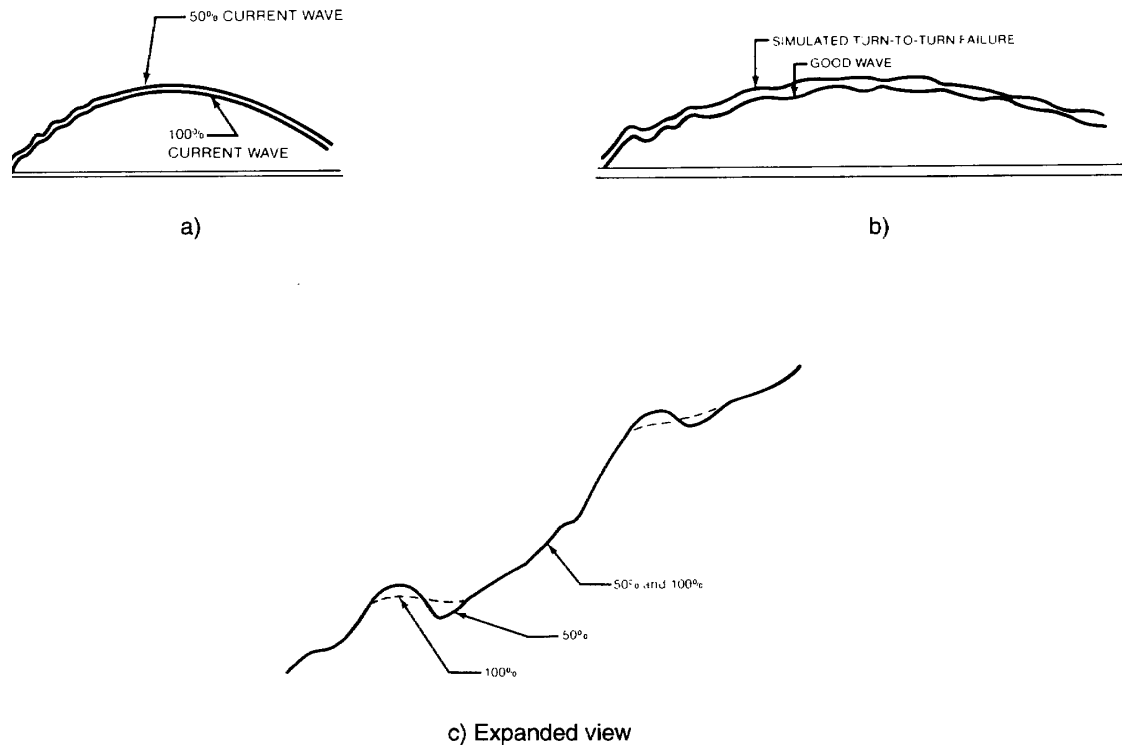 50% CURRENT WAVE
100%
CURRENT WAVE
a)
SIMULATED TURN-TO-TURN FAILURE
GOOD WAVE
b)
50% and 100%
50%
100%
c) Expanded view